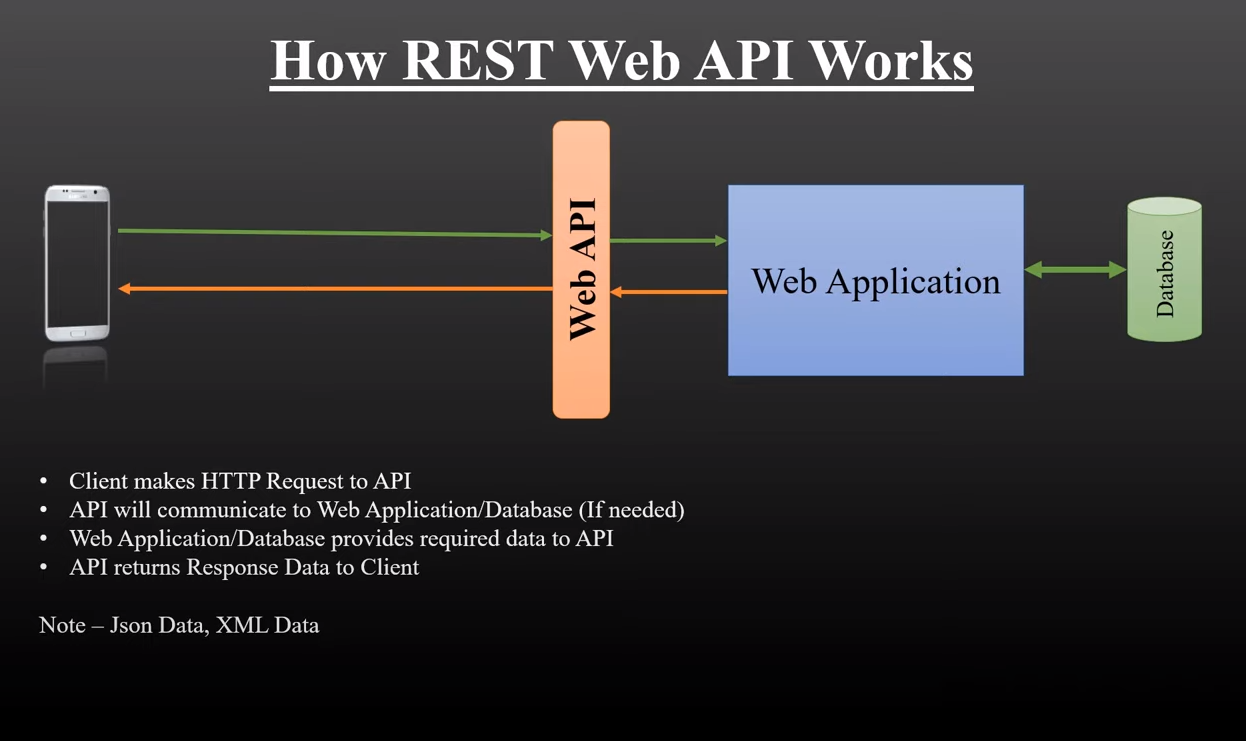 How REST Web API Works
Web API
Web Application
Database
• Client makes HTTP Request to API
• API will communicate to Web Application/Database (If needed)
• Web Application/Database provides required data to API
• API returns Response Data to Client
Note – Json Data, XML Data